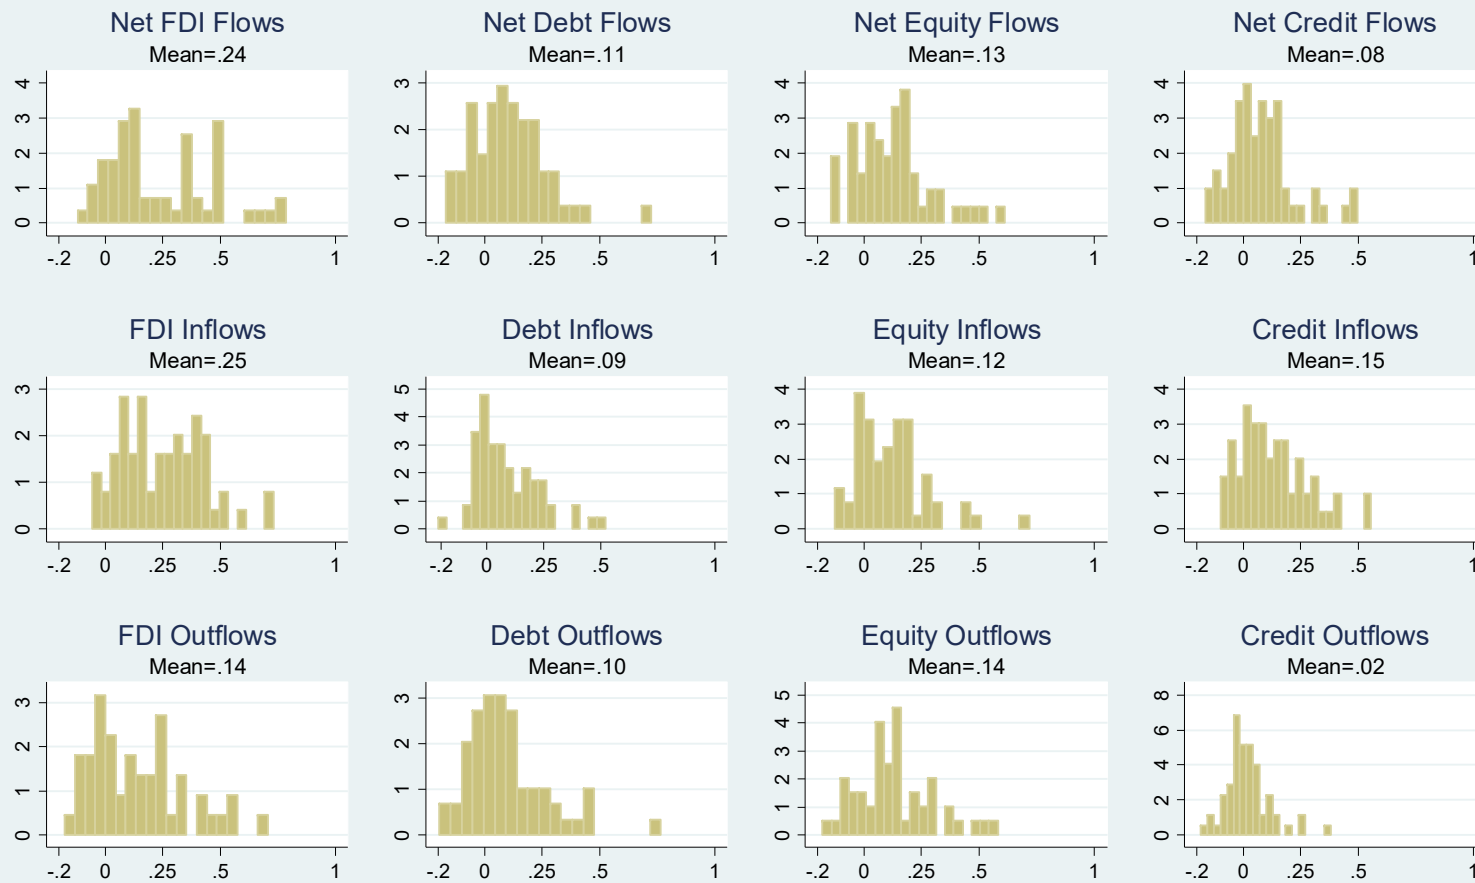 Net FDI Flows
Mean=.24
4
3
2
1
0
-.2 0 .25 .5 1
Net Debt Flows
Mean=.11
3
2
1
0
-.2 0 .25 .5 1
Net Equity Flows
Mean=.13
4
3
2
1
0
-.2 0 .25 .5 1
Net Credit Flows
Mean=.08
4
3
2
1
0
-.2 0 .25 .5 1
FDI Inflows
Mean=.25
3
2
1
0
-.2 0 .25 .5 1
Debt Inflows
Mean=.09
5
4
3
2
1
0
-.2 0 .25 .5 1
Equity Inflows
Mean=.12
4
3
2
1
0
-.2 0 .25 .5 1
Credit Inflows
Mean=.15
4
3
2
1
0
-.2 0 .25 .5 1
FDI Outflows
Mean=.14
3
2
1
0
-.2 0 .25 .5 1
Debt Outflows
Mean=.10
3
2
1
0
-.2 0 .25 .5 1
Equity Outflows
Mean=.14
5
4
3
2
1
0
-.2 0 .25 .5 1
Credit Outflows
Mean=.02
8
6
4
2
0
-.2 0 .25 .5 1